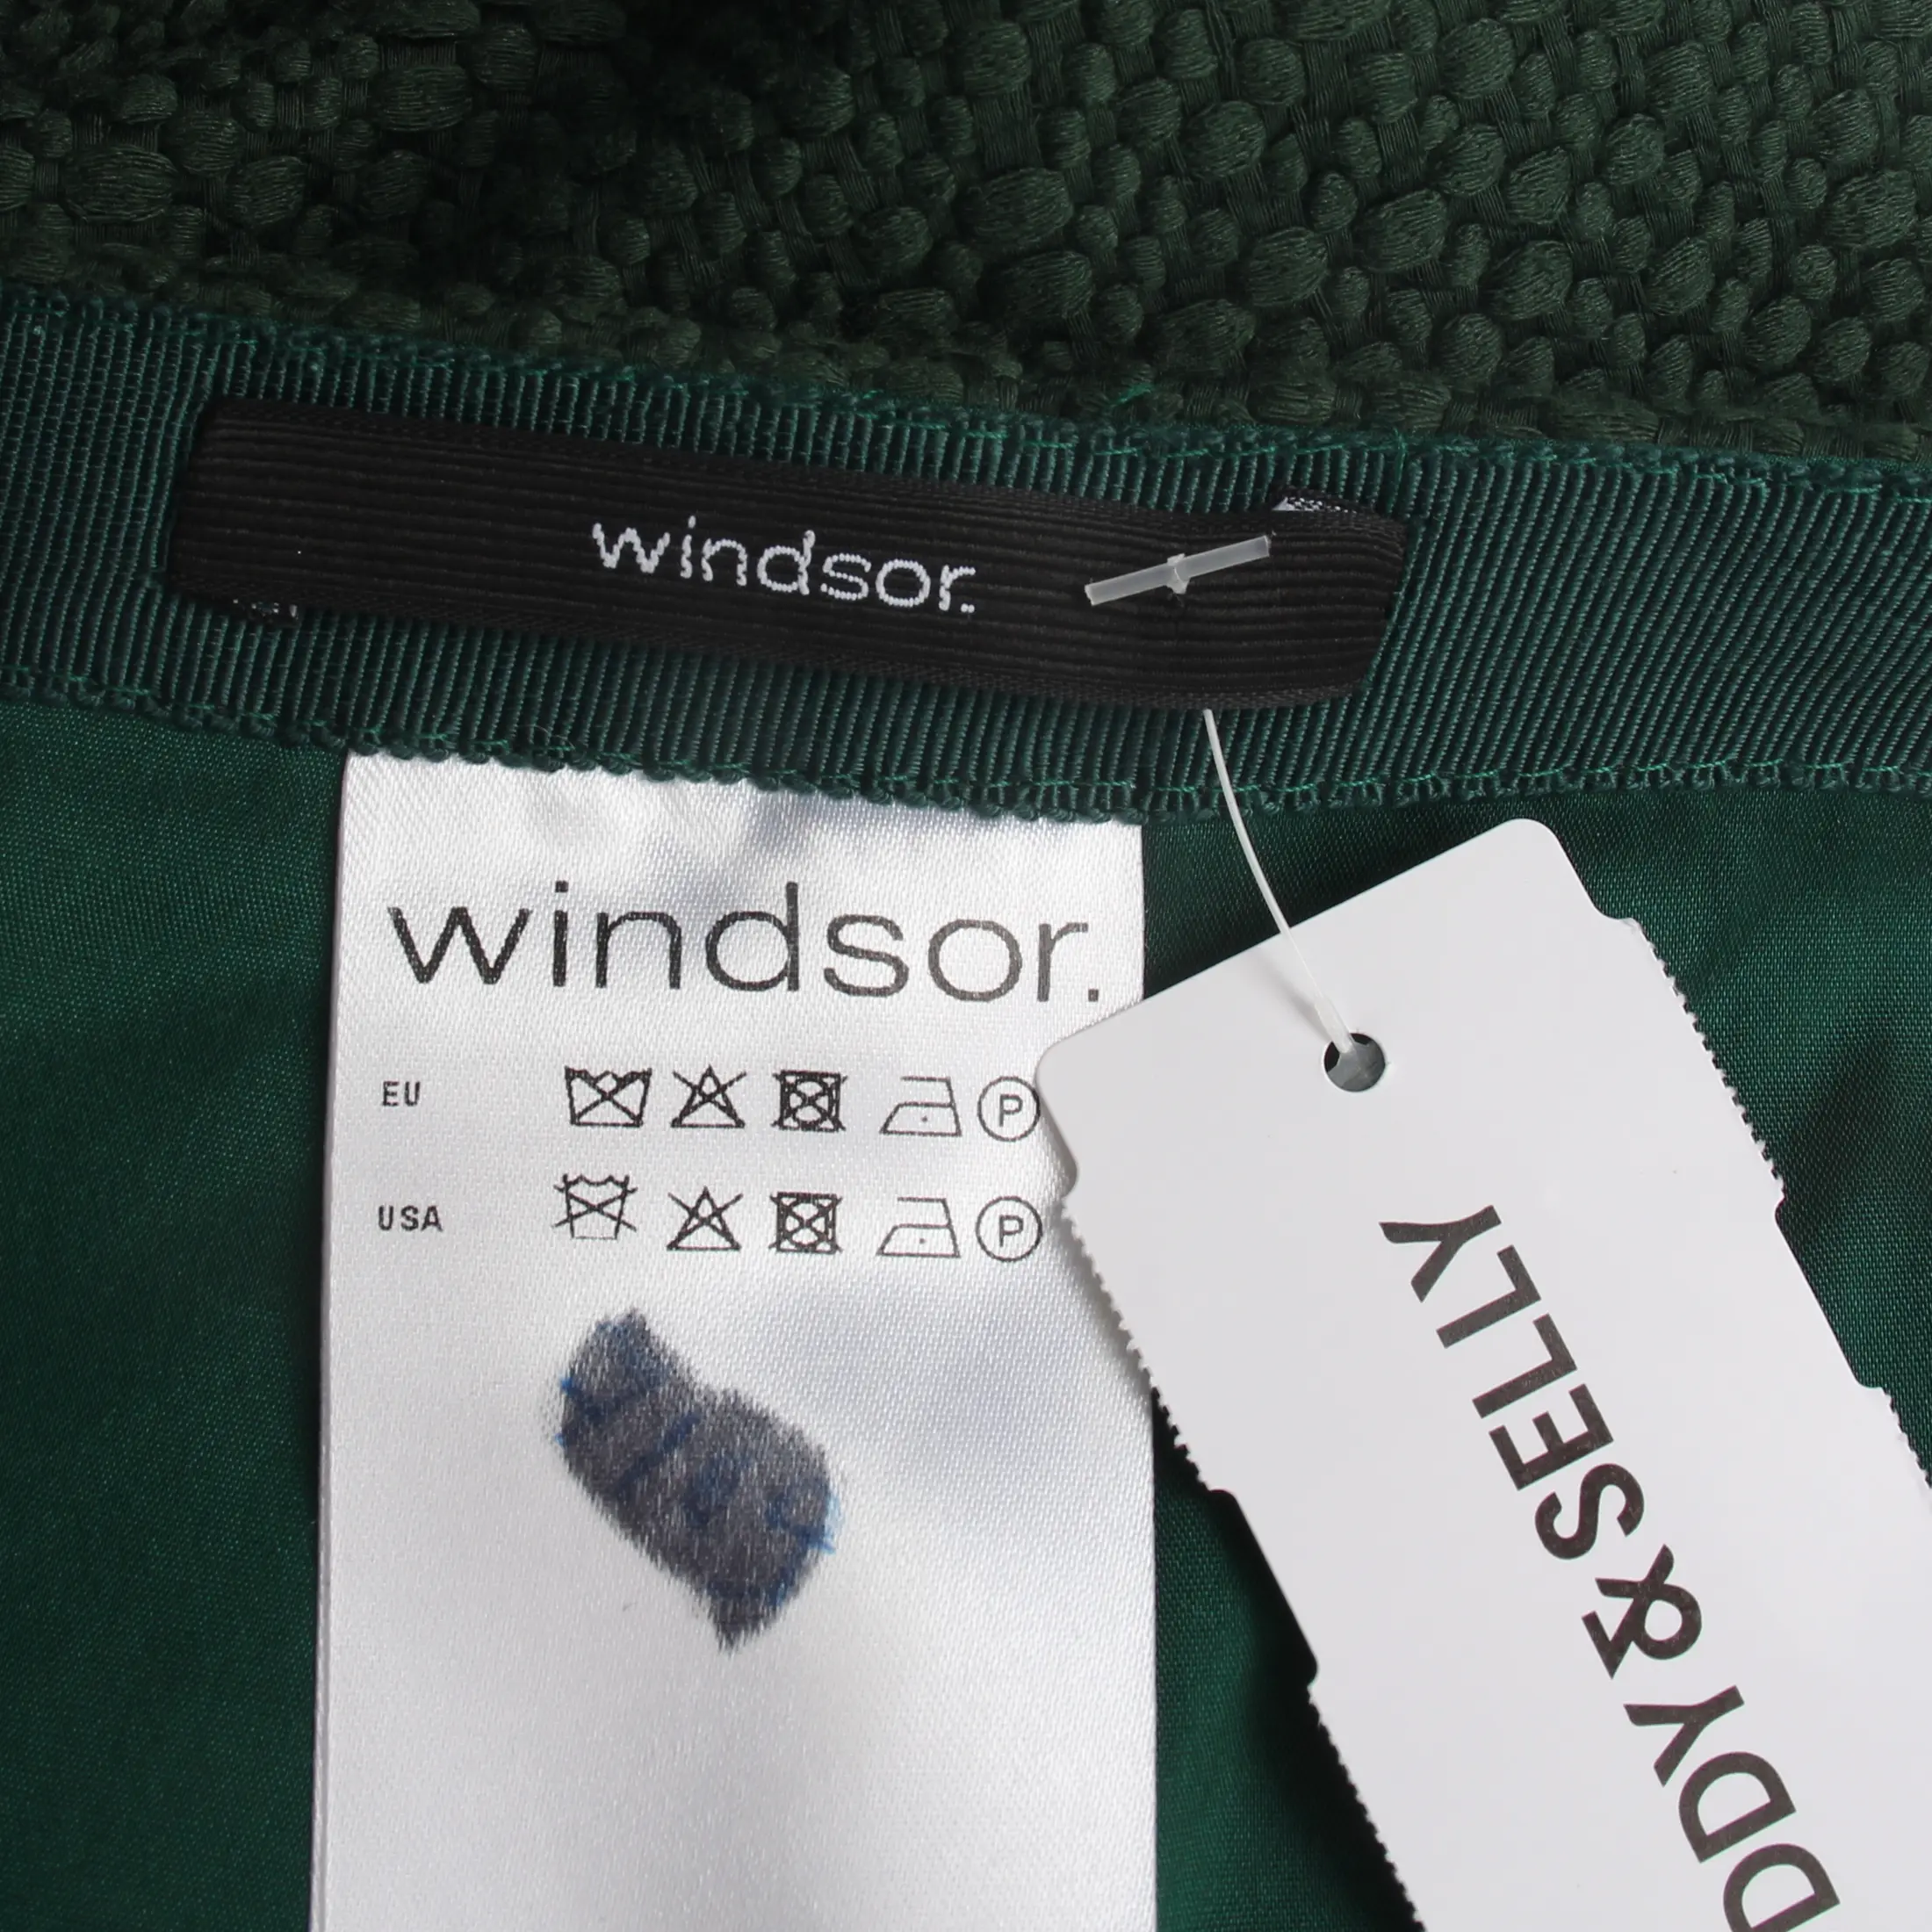 windsor.
windsor.
EU
P
USA
P
DDY & SELLY